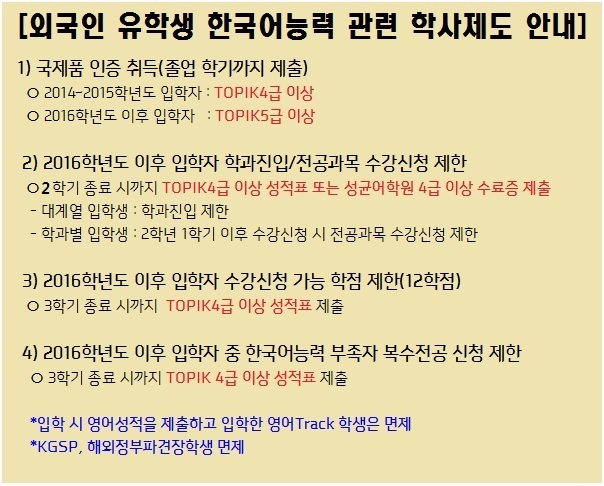 [외국인 유학생 한국어능력 관련 학사제도 안내]
1) 국제품 인증 취득(졸업 학기까지 제출)
ㅇ 2014-2015학년도 입학자 : TOPIK4급 이상
ㅇ 2016학년도 이후 입학자 : TOPIK5급 이상
2) 2016학년도 이후 입학자 학과진입/전공과목 수강신청 제한
ㅇ2학기 종료 시까지 TOPIK4급 이상 성적표 또는 성균어학원 4급 이상 수료증 제출
- 대계열 입학생 : 학과진입 제한
- 학과별 입학생 : 2학년 1학기 이후 수강신청 시 전공과목 수강신청 제한
3) 2016학년도 이후 입학자 수강신청 가능 학점 제한(12학점)
ㅇ 3학기 종료 시까지 TOPIK4급 이상 성적표 제출
4) 2016학년도 이후 입학자 중 한국어능력 부족자 복수전공 신청 제한
ㅇ 3학기 종료 시까지 TOPIK 4급 이상 성적표 제출
*입학 시 영어성적을 제출하고 입학한 영어Track 학생은 면제
*KGSP, 해외정부파견장학생 면제